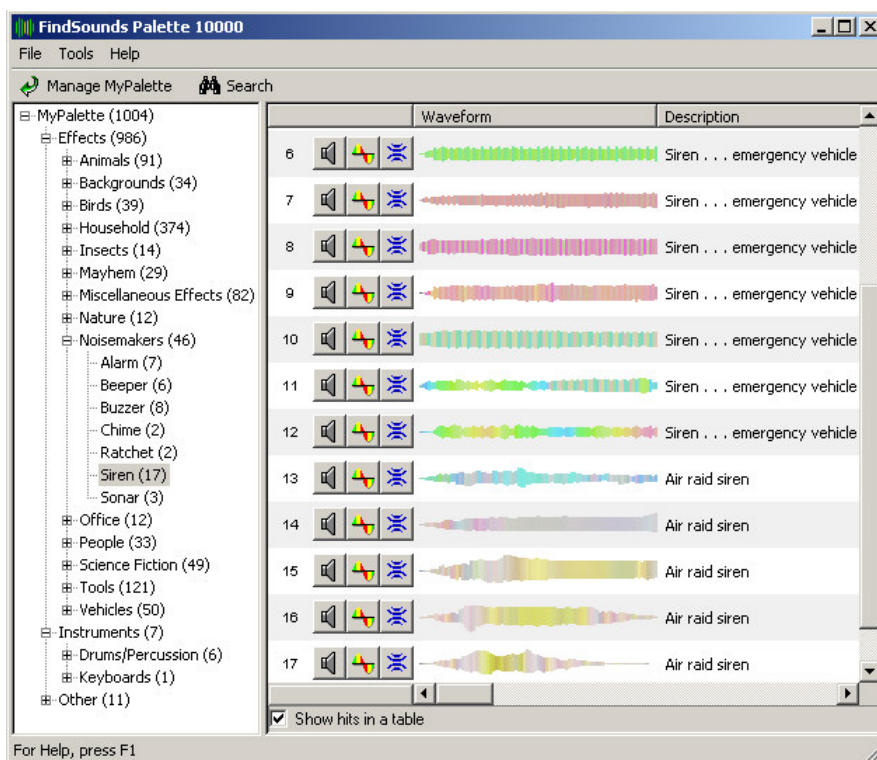 FindSounds Palette 10000
File Tools Help
Manage MyPalette Search
MyPalette (1004)
Effects (986)
Animals (91)
Backgrounds (34)
Birds (39)
Household (374)
Insects (14)
Mayhem (29)
Miscellaneous Effects (82)
Nature (12)
Noisemakers (46)
Alarm (7)
Beeper (6)
Buzzer (8)
Chime (2)
Ratchet (2)
Siren (17)
Sonar (3)
Office (12)
People (33)
Science Fiction (49)
Tools (121)
Vehicles (50)
Instruments (7)
Drums/Percussion (6)
Keyboards (1)
Other (11)
Waveform Description
6 Siren . . . emergency vehicle
7 Siren . . . emergency vehicle
8 Siren . . . emergency vehicle
9 Siren . . . emergency vehicle
10 Siren . . . emergency vehicle
11 Siren . . . emergency vehicle
12 Siren . . . emergency vehicle
13 Air raid siren
14 Air raid siren
15 Air raid siren
16 Air raid siren
17 Air raid siren
Show hits in a table
For Help, press F1